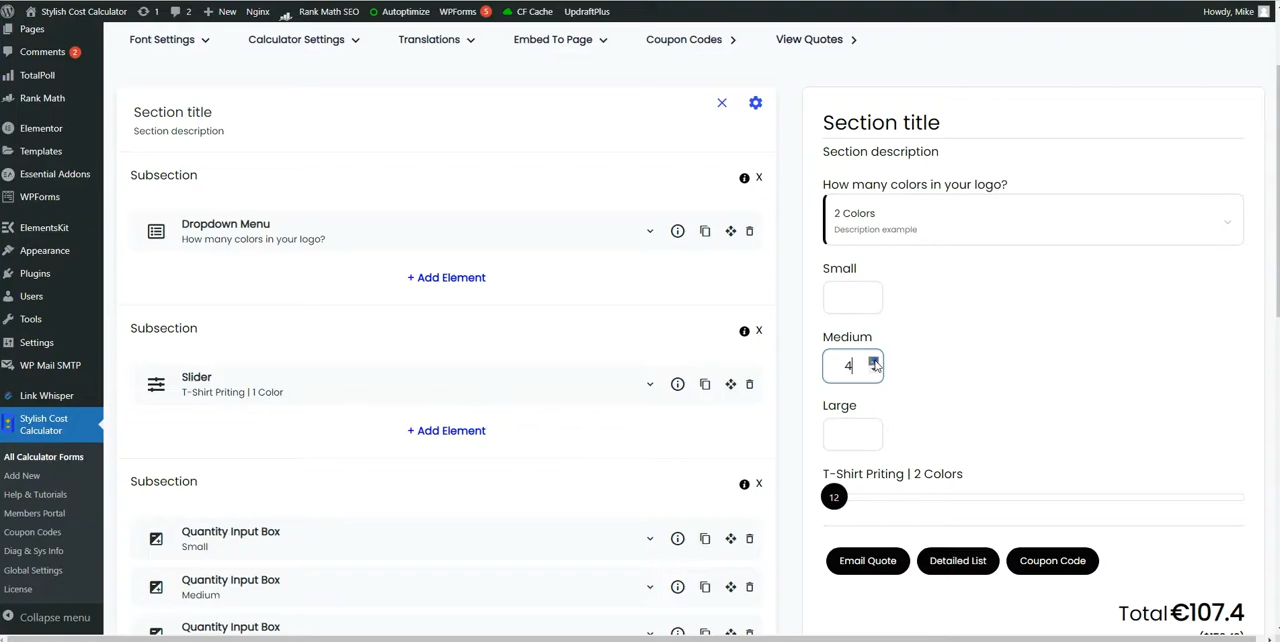 Stylish Cost Calculator 1 2 New Nginx Rank Math SEO Autoptimize WPForms 5 CF Cache UpdraftPlus Howdy, Mike
Pages
Comments 2
TotalPoll
Rank Math
Elementor
Templates
Essential Addons
WPForms
ElementsKit
Appearance
Plugins
Users
Tools
Settings
WP Mail SMTP
Link Whisper
Stylish Cost
Calculator
All Calculator Forms
Add New
Help & Tutorials
Members Portal
Coupon Codes
Diag & Sys Info
Global Settings
License
Collapse menu
Font Settings Calculator Settings Translations Embed To Page Coupon Codes View Quotes
Section title
Section description
Subsection X
Dropdown Menu
How many colors in your logo?
+ Add Element
Subsection X
Slider
T-Shirt Priting | 1 Color
+ Add Element
Subsection X
Quantity Input Box
Small
Quantity Input Box
Medium
Quantity Input Box
Section title
Section description
How many colors in your logo?
2 Colors
Description example
Small
Medium
4
Large
T-Shirt Priting | 2 Colors
12
Email Quote Detailed List Coupon Code
Total €107.4